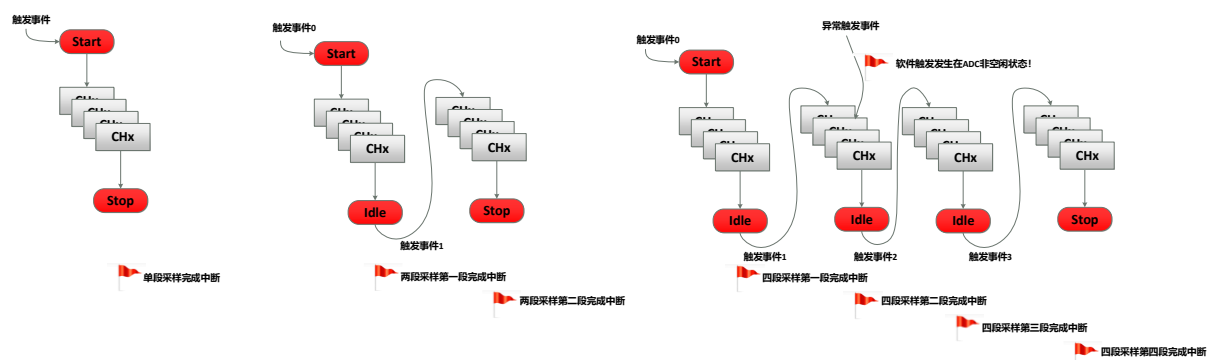 触发事件
Start
CHx
CHx
Stop
单段采样完成中断
触发事件0
Start
CHx
Idle
触发事件1
CHx
Stop
两段采样第一段完成中断
两段采样第二段完成中断
触发事件0
Start
CHx
Idle
触发事件1
异常触发事件
软件触发发生在ADC非空闲状态！
CHx
Idle
触发事件2
CHx
Idle
触发事件3
CHx
Stop
四段采样第一段完成中断
四段采样第二段完成中断
四段采样第三段完成中断
四段采样第四段完成中断